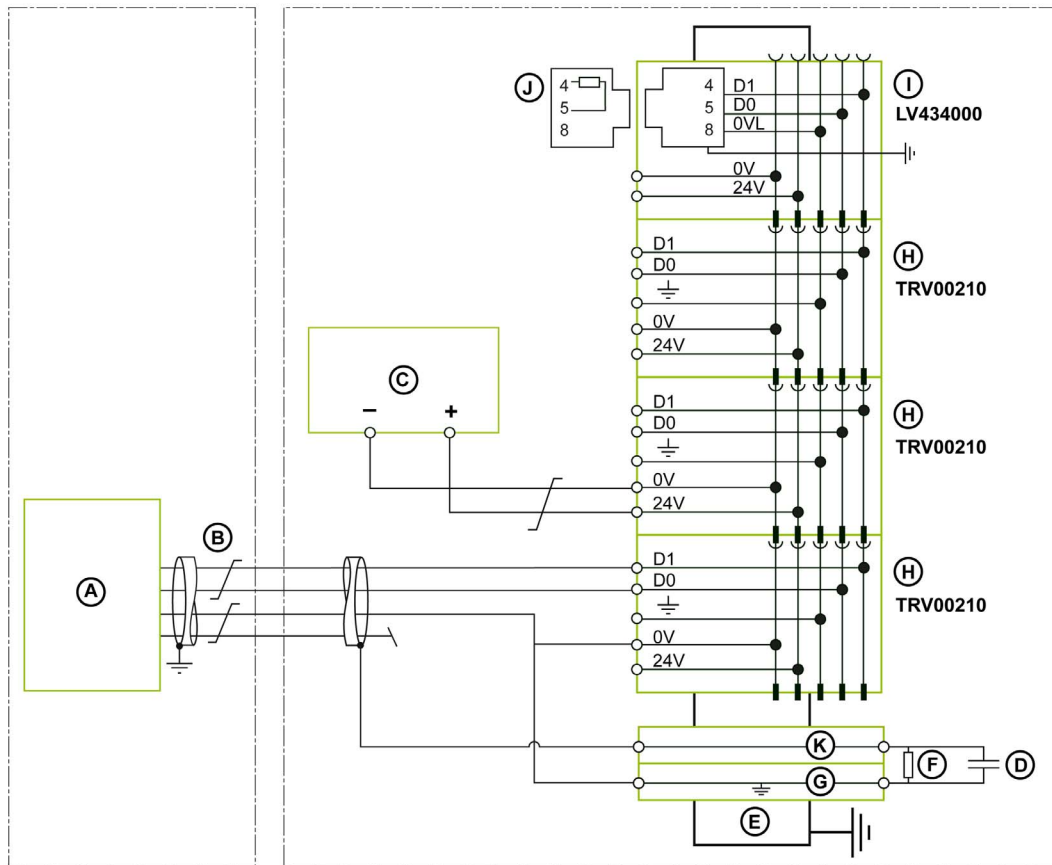 J
4
5
8
4
5
8
D1
D0
0VL
0V
24V
I
LV434000
D1
D0
0V
24V
H
TRV00210
C
− +
D1
D0
0V
24V
H
TRV00210
A
B
D1
D0
0V
24V
H
TRV00210
K
G
F
D
E